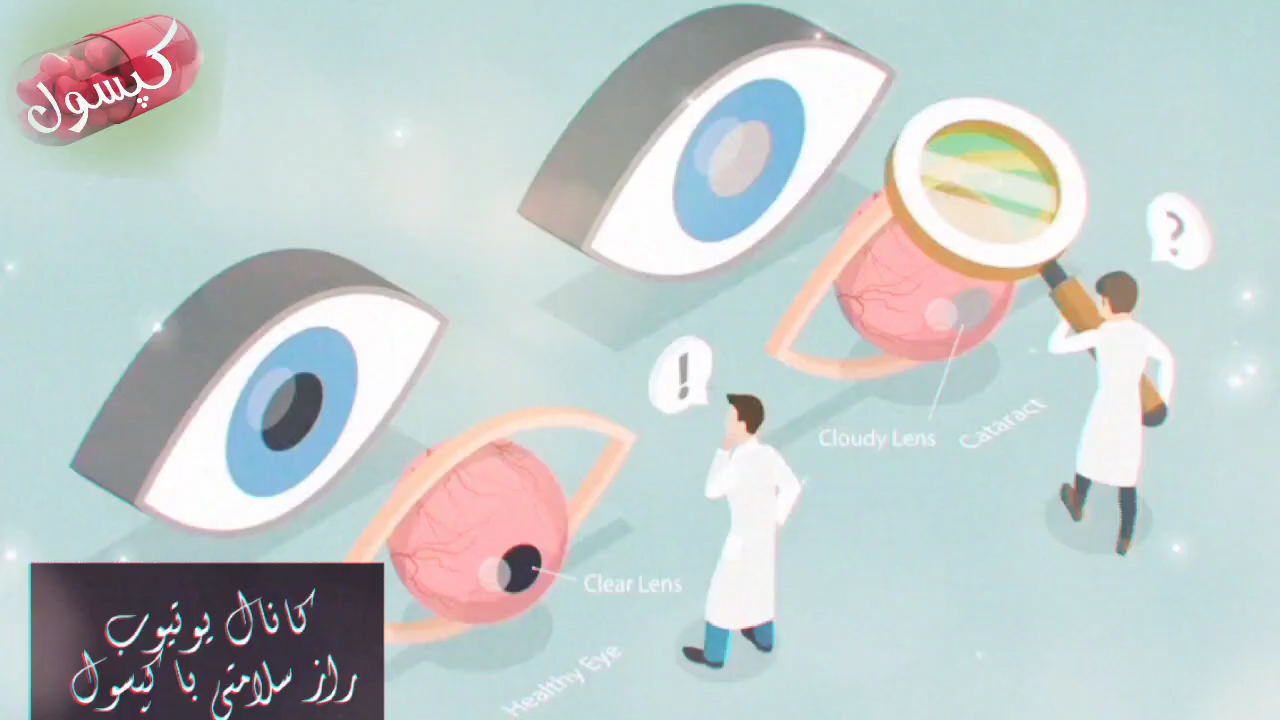 کپسول
?
!
Cloudy Lens
Cataract
Clear Lens
Healthy Eye
کانال یوتیوب
راز سلامتی با کپسول